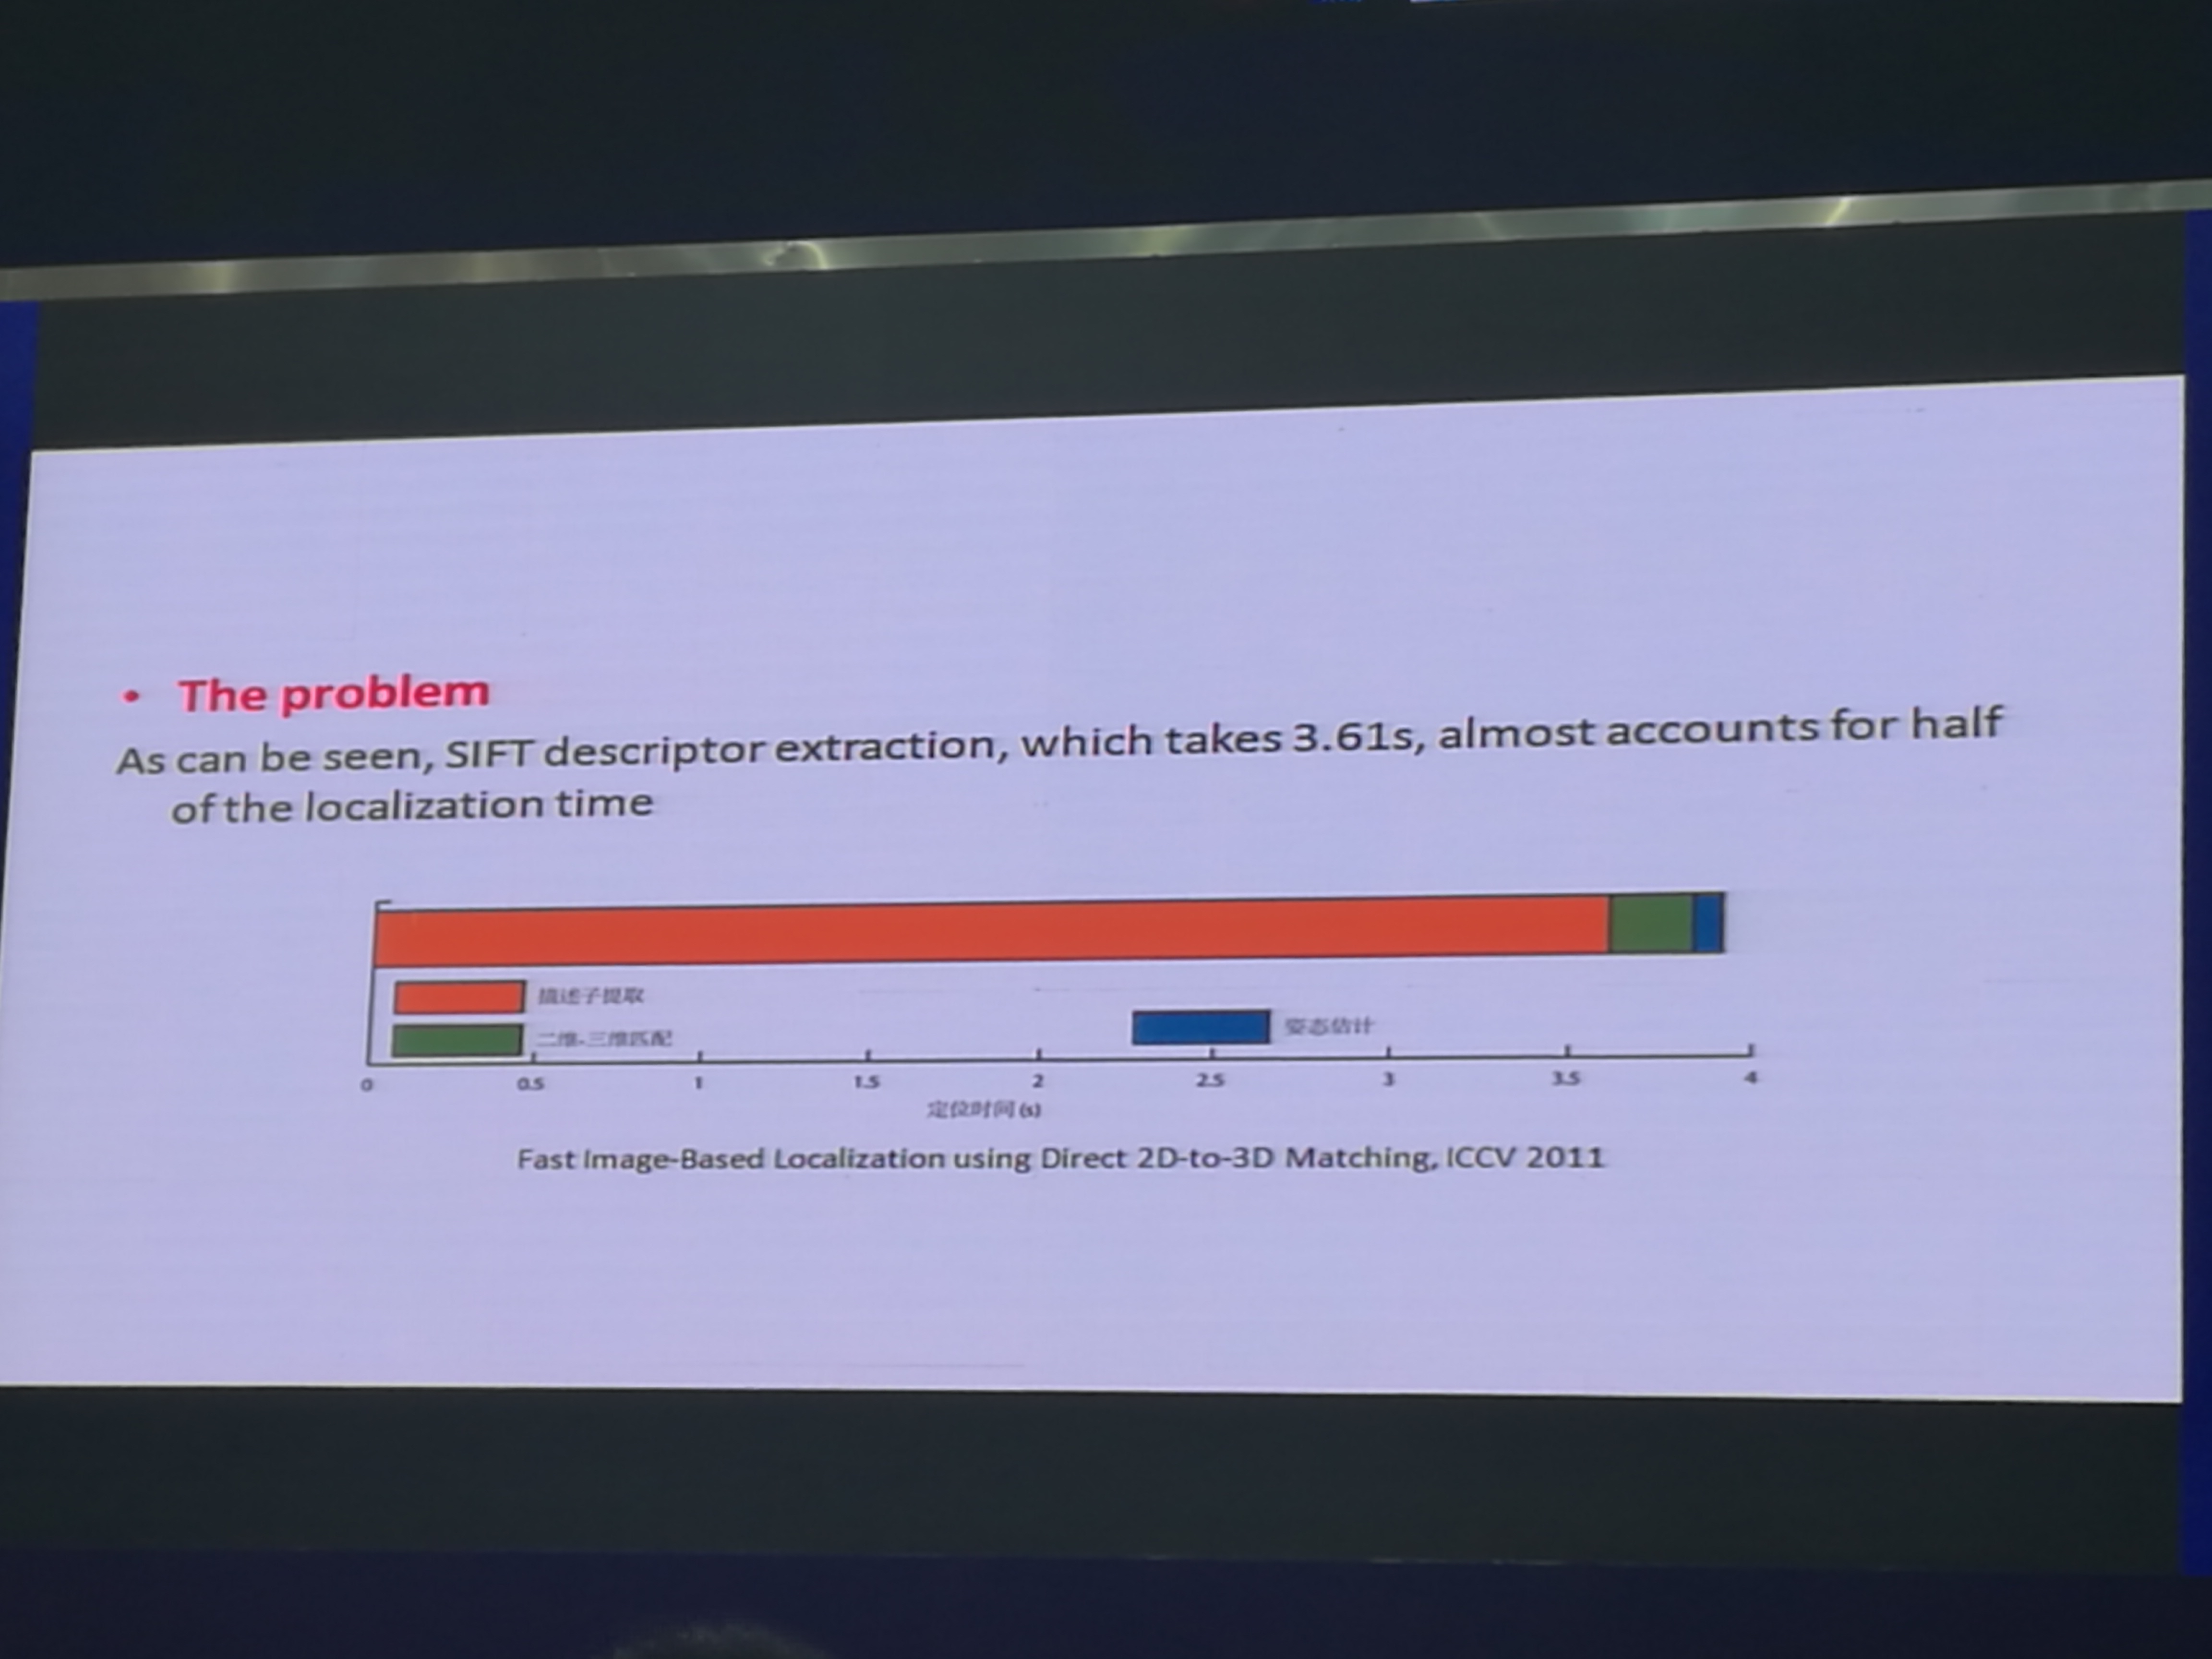 • The problem
As can be seen, SIFT descriptor extraction, which takes 3.61s, almost accounts for half
of the localization time
描述子提取
二维-三维匹配
姿态估计
0 0.5 1 1.5 2 2.5 3 3.5 4
定位时间(s)
Fast Image-Based Localization using Direct 2D-to-3D Matching, ICCV 2011